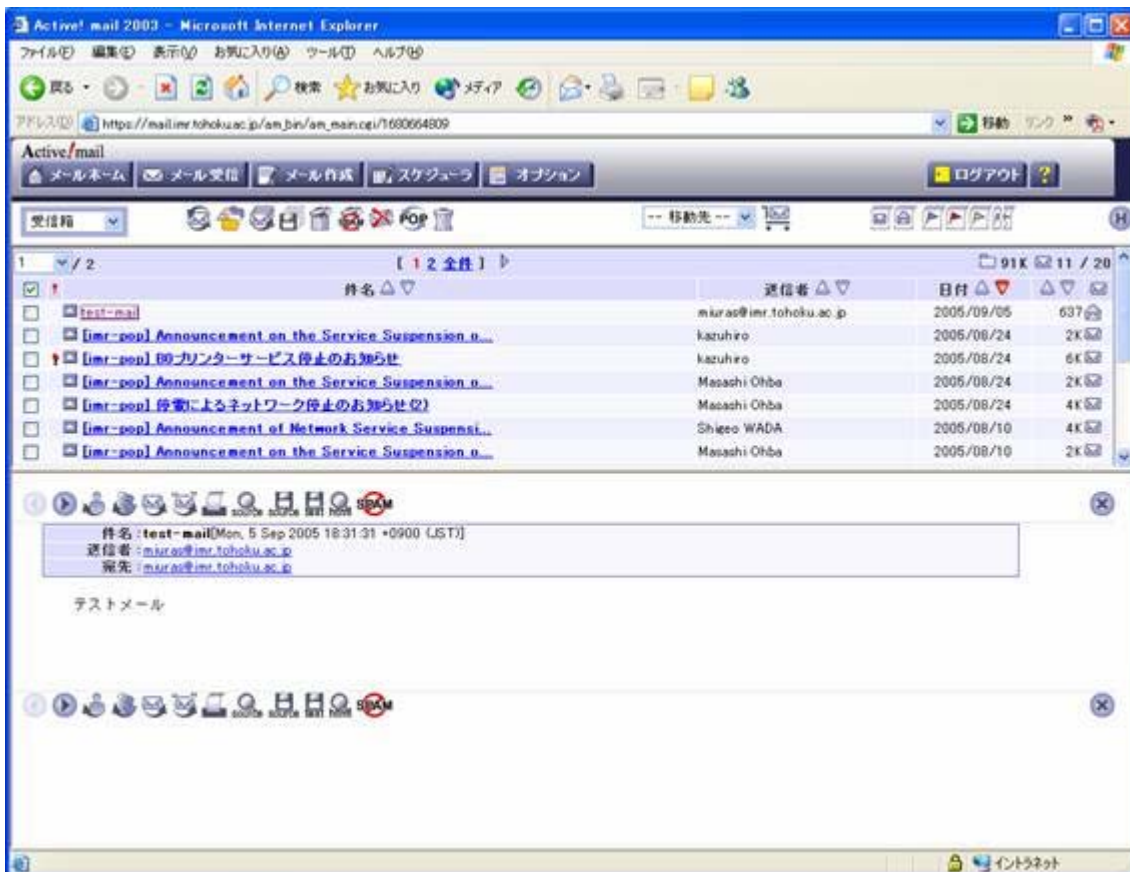 Active! mail 2003 - Microsoft Internet Explorer
ファイル(F) 編集(E) 表示(V) お気に入り(A) ツール(T) ヘルプ(H)
戻る 検索 お気に入り メディア
アドレス(D) https://mail.imr.tohoku.ac.jp/am_bin/am_main.cgi/1680664809 移動 リンク »
Active!mail
メールホーム メール受信 メール作成 スケジューラ オプション ログアウト ?
受信箱 POP -- 移動先 -- H
1 / 2 [ 1 2 全件 ] 91K 11 / 20
! 件名 △▽ 送信者 △▽ 日付 △▼ △▽
test-mail miuras@imr.tohoku.ac.jp 2005/09/05 637
[imr-pop] Announcement on the Service Suspension o... kazuhiro 2005/08/24 2K
! [imr-pop] B0プリンターサービス停止のお知らせ kazuhiro 2005/08/24 6K
[imr-pop] Announcement on the Service Suspension o... Masashi Ohba 2005/08/24 2K
[imr-pop] 停電によるネットワーク停止のお知らせ(2) Masashi Ohba 2005/08/24 4K
[imr-pop] Announcement of Network Service Suspensi... Shigeo WADA 2005/08/10 4K
[imr-pop] Announcement on the Service Suspension o... Masashi Ohba 2005/08/10 2K
source source text SPAM
件名 :test-mail[Mon, 5 Sep 2005 18:31:31 +0900 (JST)]
送信者 :miuras@imr.tohoku.ac.jp
宛先 :miuras@imr.tohoku.ac.jp
テストメール
source source text SPAM
イントラネット